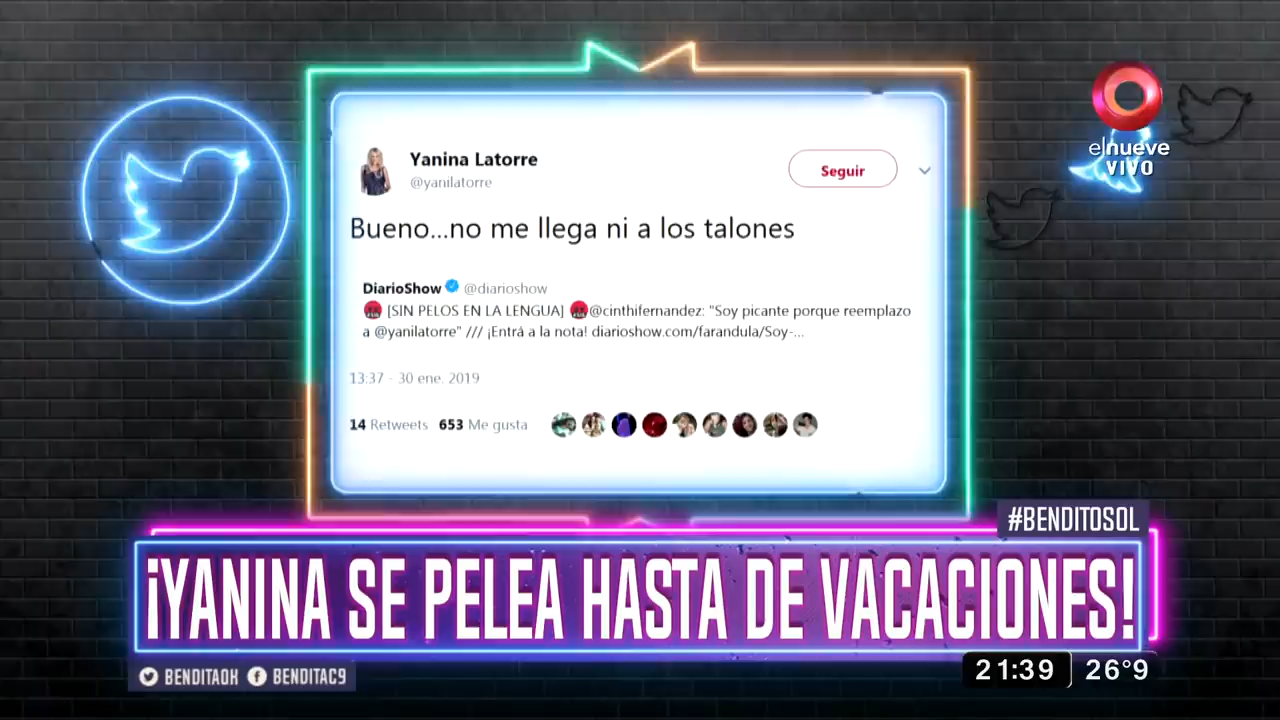 Yanina Latorre
@yanilatorre
Seguir
Bueno...no me llega ni a los talones
DiarioShow @diarioshow
[SIN PELOS EN LA LENGUA] @cinthifernandez: "Soy picante porque reemplazo
a @yanilatorre" /// ¡Entrá a la nota! diarioshow.com/farandula/Soy-...
13:37 - 30 ene. 2019
14 Retweets 653 Me gusta
elnueve
VIVO
#BENDITOSOL
¡YANINA SE PELEA HASTA DE VACACIONES!
BENDITAOK BENDITAC9
21:39 26°9